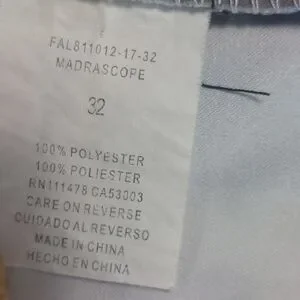 FAL811012-17-32
MADRASCOPE
32
100% POLYESTER
100% POLIESTER
RN111478 CA53003
CARE ON REVERSE
CUIDADO AL REVERSO
MADE IN CHINA
HECHO EN CHINA